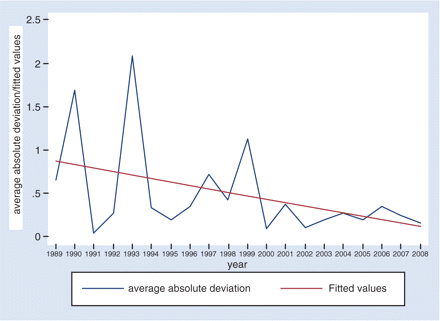 average absolute deviation/fitted values
2.5
2
1.5
1
.5
0
1989 1990 1991 1992 1993 1994 1995 1996 1997 1998 1999 2000 2001 2002 2003 2004 2005 2006 2007 2008
year
average absolute deviation Fitted values